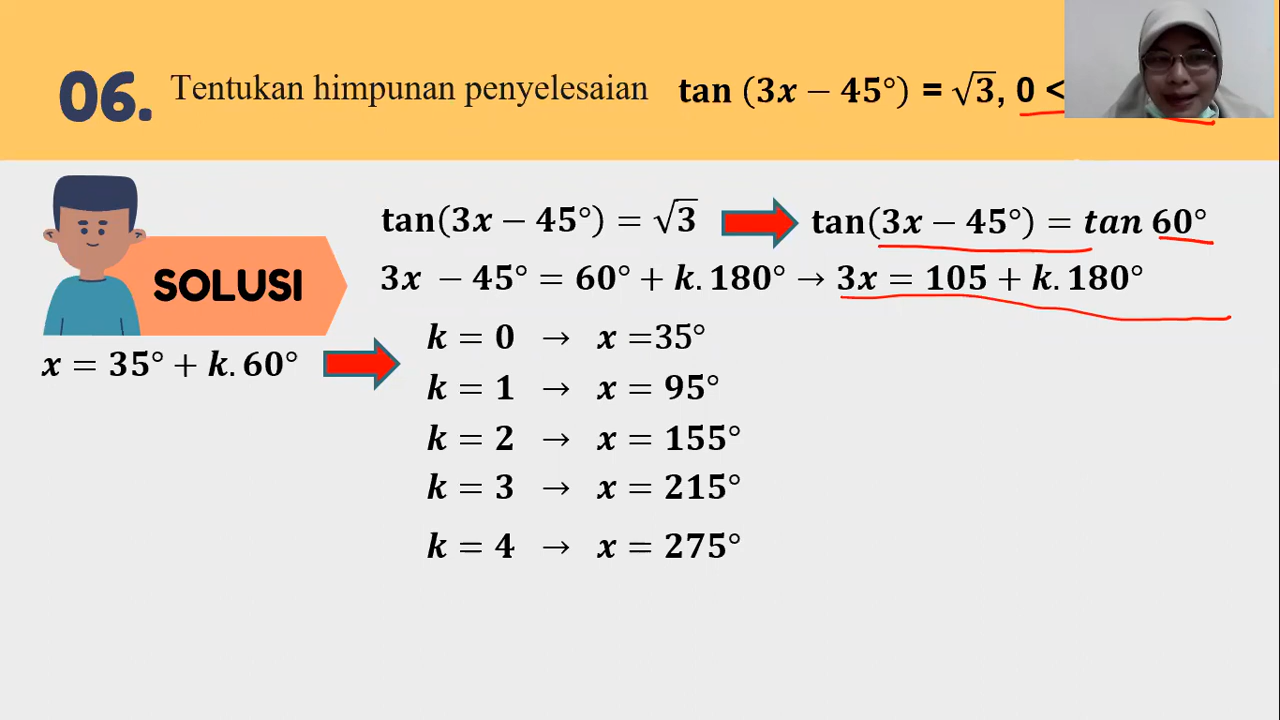 06. Tentukan himpunan penyelesaian tan (3x − 45°) = √3, 0 <
tan(3x − 45°) = √3 tan(3x − 45°) = tan 60°
SOLUSI
3x − 45° = 60° + k. 180° → 3x = 105 + k. 180°
x = 35° + k. 60°
k = 0 → x =35°
k = 1 → x = 95°
k = 2 → x = 155°
k = 3 → x = 215°
k = 4 → x = 275°